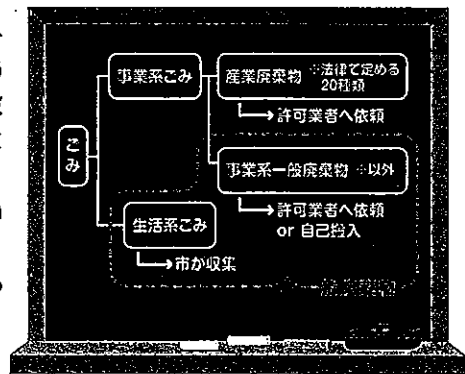 ごみ
事業系ごみ
産業廃棄物 ※法律で定める
20種類
許可業者へ依頼
事業系一般廃棄物 ※以外
許可業者へ依頼
or 自己搬入
生活系ごみ
市が収集